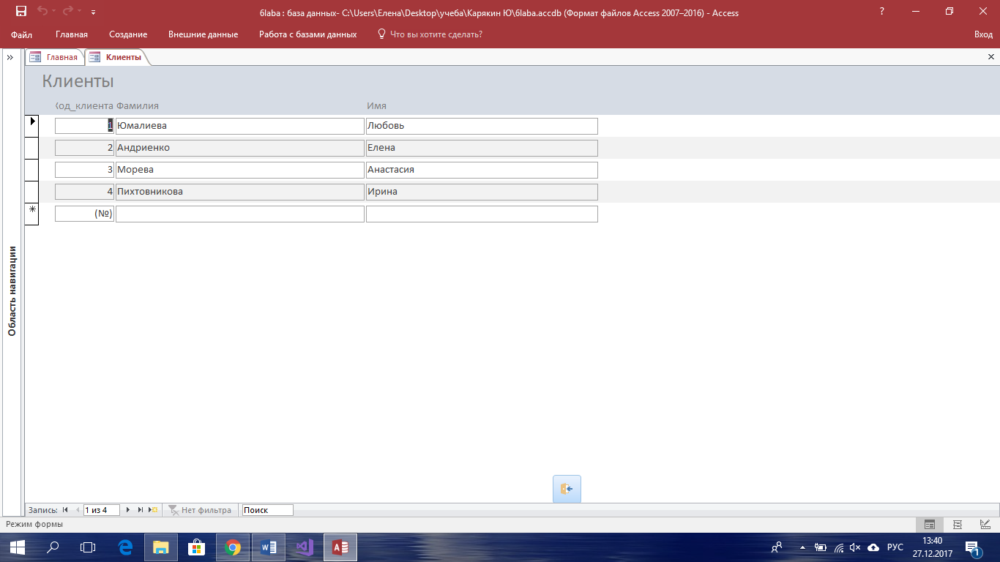 6laba : база данных- C:\Users\Елена\Desktop\учеба\Карякин Ю\6laba.accdb (Формат файлов Access 2007–2016) - Access
?
Файл Главная Создание Внешние данные Работа с базами данных Что вы хотите сделать? Вход
» Главная Клиенты
Клиенты
Код_клиента Фамилия Имя
1 Юмалиева Любовь
2 Андриенко Елена
3 Морева Анастасия
4 Пихтовникова Ирина
* (№)
Область навигации
Запись: 1 из 4 Нет фильтра Поиск
Режим формы
РУС 13:40
27.12.2017 1